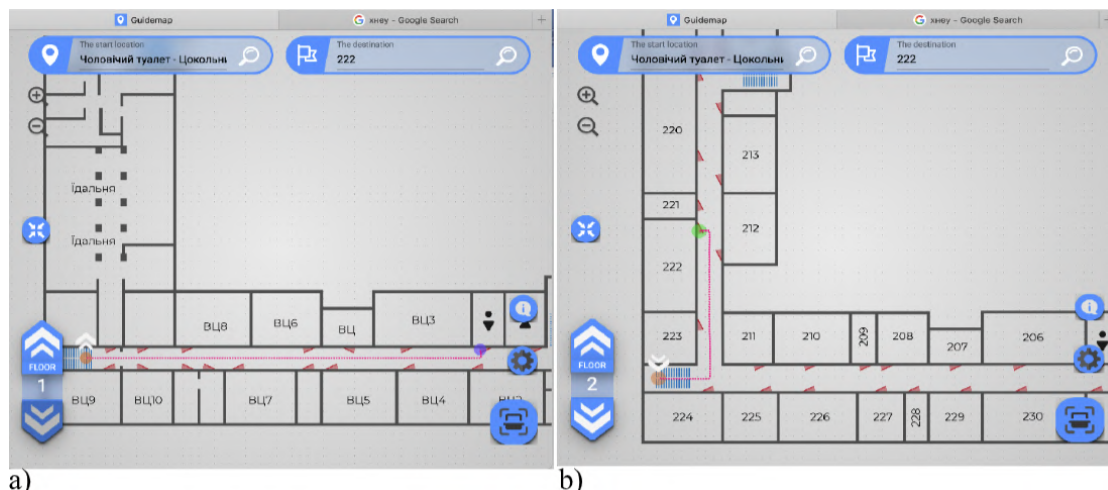 Guidemap
хнеу – Google Search
+
The start location
Чоловічий туалет - Цокольни
The destination
222
Їдальня
Їдальня
ВЦ8
ВЦ6
ВЦ
ВЦ3
FLOOR
1
ВЦ9
ВЦ10
ВЦ7
ВЦ5
ВЦ4
a)
Guidemap
хнеу – Google Search
+
The start location
Чоловічий туалет - Цокольни
The destination
222
220
213
221
212
222
223
211
210
209
208
207
206
FLOOR
2
224
225
226
227
228
229
230
b)